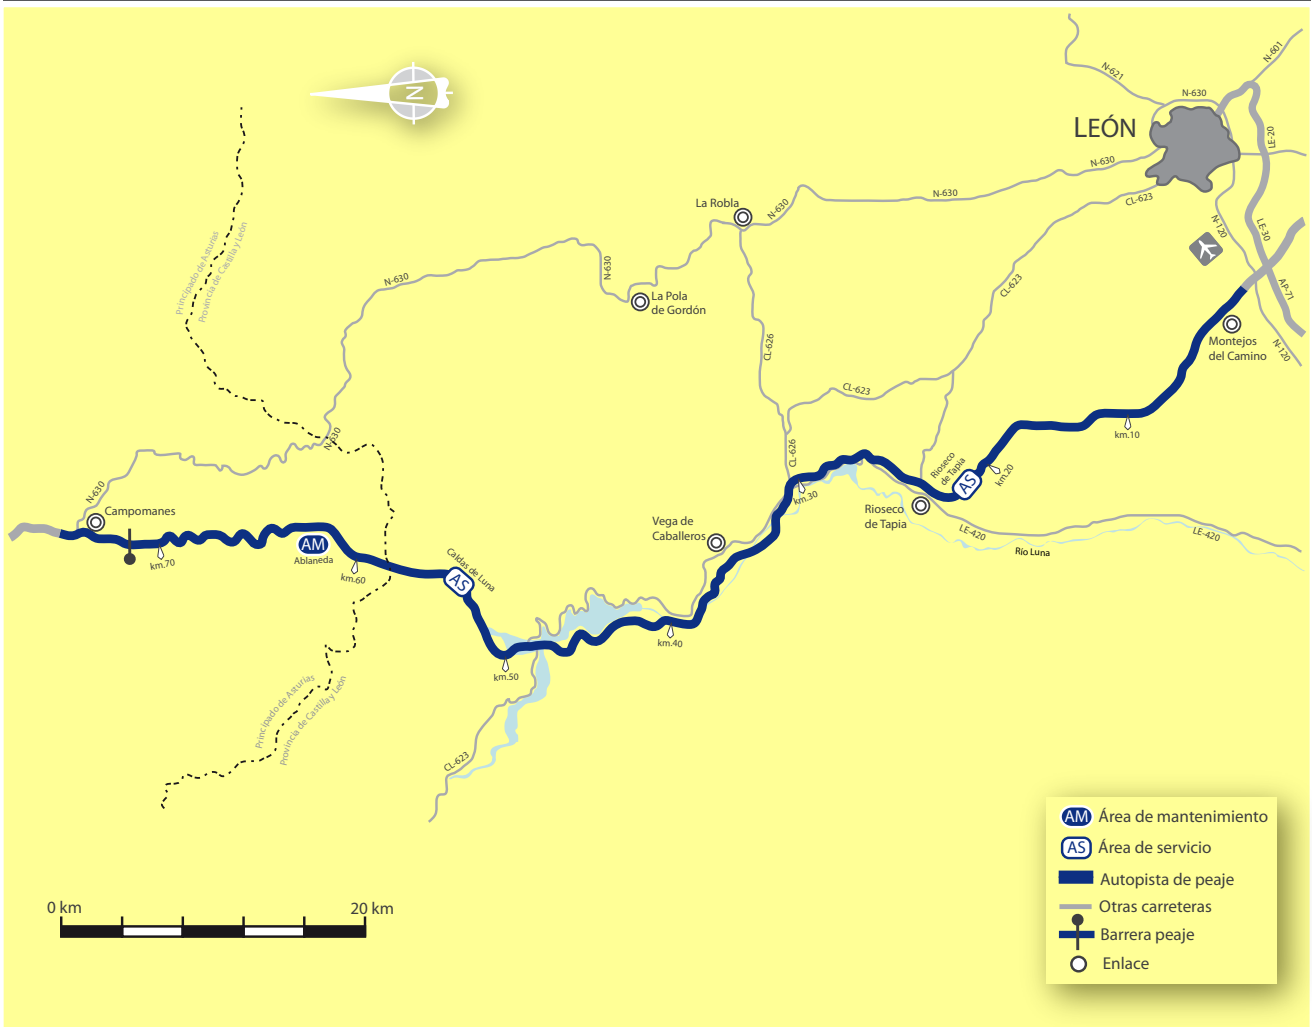 N-601
N-621
N-630
LEÓN
LE-20
N-630
N-630
CL-623
La Robla
N-630
N-120
LE-30
Principado de Asturias
Provincia de Castilla y León
N-630
N-630
CL-623
AP-71
La Pola
de Gordón
Montejos
del Camino
N-120
CL-626
CL-623
N-630
km.10
CL-626
Rioseco
de Tapia
AS
km.20
N-630
Campomanes
km.30
Rioseco
de Tapia
Vega de
Caballeros
LE-420
LE-420
Río Luna
AM
Ablaneda
km.70
km.60
Caldas de Luna
AS
km.40
km.50
Principado de Asturias
Provincia de Castilla y León
CL-623
N
0 km
20 km
AM Área de mantenimiento
AS Área de servicio
Autopista de peaje
Otras carreteras
Barrera peaje
Enlace